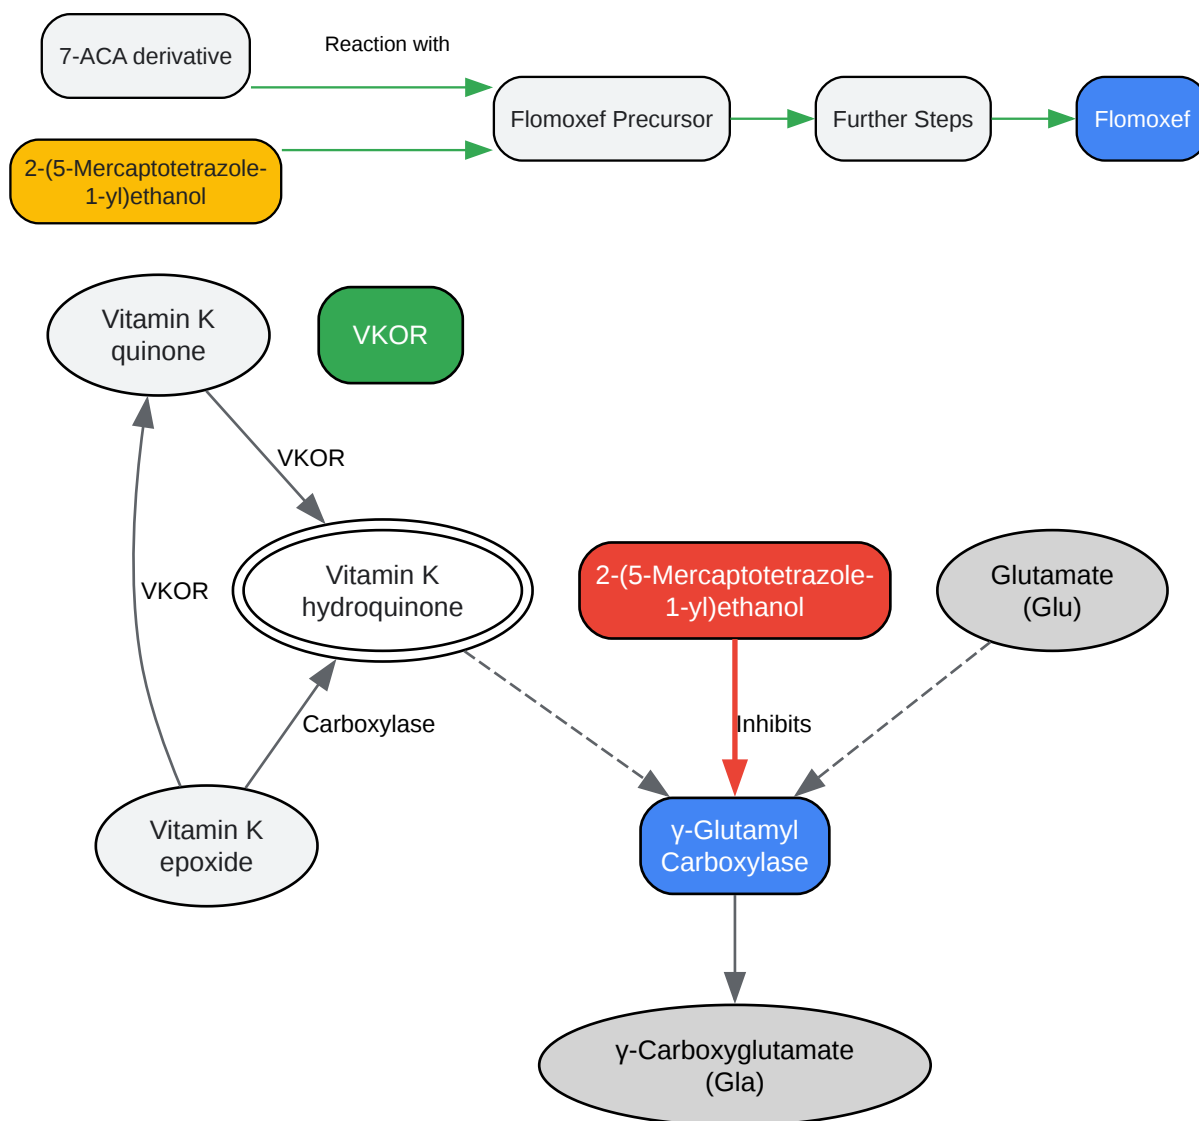 7-ACA derivative
Reaction with
2-(5-Mercaptotetrazole-
1-yl)ethanol
Flomoxef Precursor
Further Steps
Flomoxef
Vitamin K
quinone
VKOR
VKOR
VKOR
Vitamin K
hydroquinone
2-(5-Mercaptotetrazole-
1-yl)ethanol
Glutamate
(Glu)
Carboxylase
Inhibits
Vitamin K
epoxide
γ-Glutamyl
Carboxylase
γ-Carboxyglutamate
(Gla)